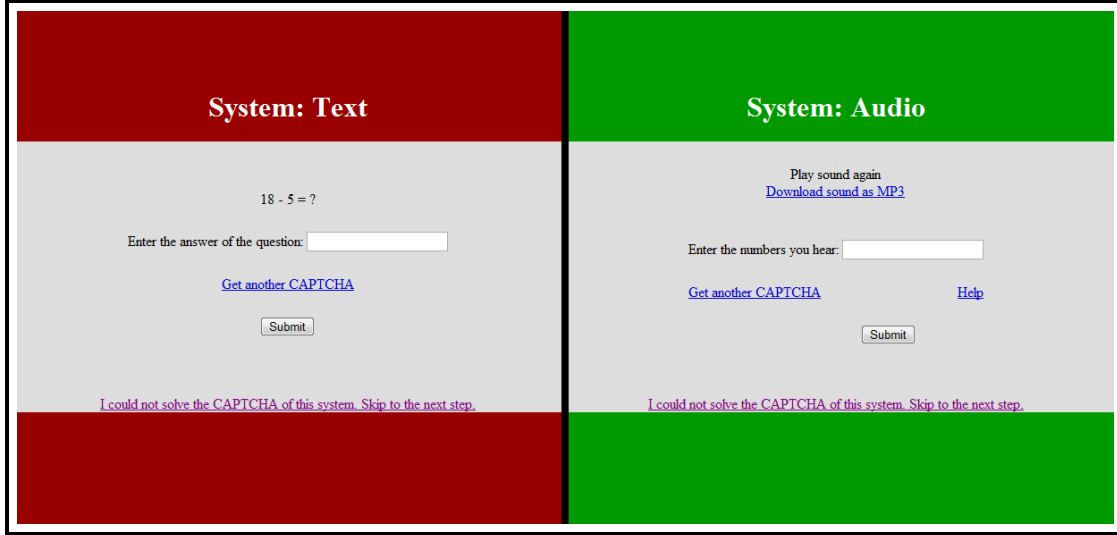 System: Text
18 - 5 = ?
Enter the answer of the question:
Get another CAPTCHA
Submit
I could not solve the CAPTCHA of this system. Skip to the next step.
System: Audio
Play sound again
Download sound as MP3
Enter the numbers you hear:
Get another CAPTCHA Help
Submit
I could not solve the CAPTCHA of this system. Skip to the next step.